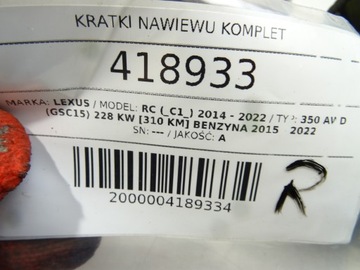 KRATKI NAWIEWU KOMPLET
418933
MARKA: LEXUS / MODEL: RC (_C1_) 2014 - 2022 / TYP: 350 AWD
(GSC15) 228 KW [310 KM] BENZYNA 2015 2022
SN: --- / JAKOŚĆ: A
2000004189334
R